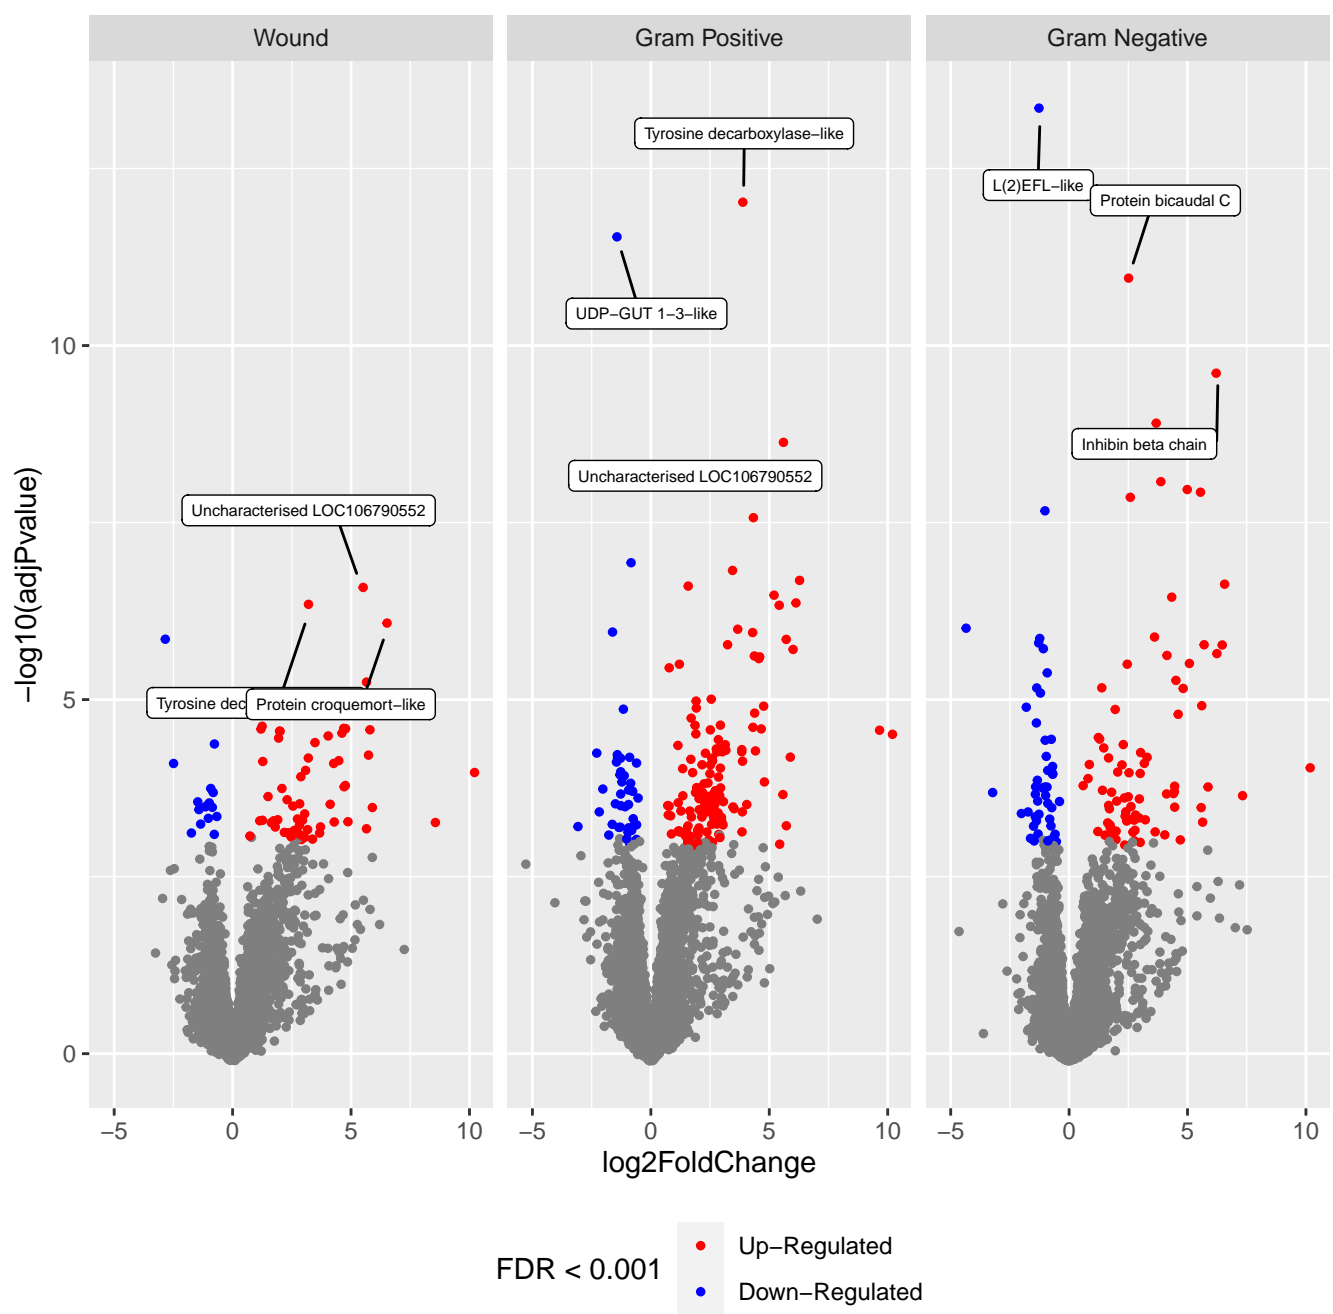 Wound
Gram Positive
Gram Negative
Tyrosine decarboxylase−like
L(2)EFL−like
Protein bicaudal C
UDP−GUT 1−3−like
10
Inhibin beta chain
Uncharacterised LOC106790552
Uncharacterised LOC106790552
−log10(adjPvalue)
5
Tyrosine dec
Protein croquemort−like
0
−5 0 5 10
−5 0 5 10
−5 0 5 10
log2FoldChange
FDR < 0.001
Up−Regulated
Down−Regulated